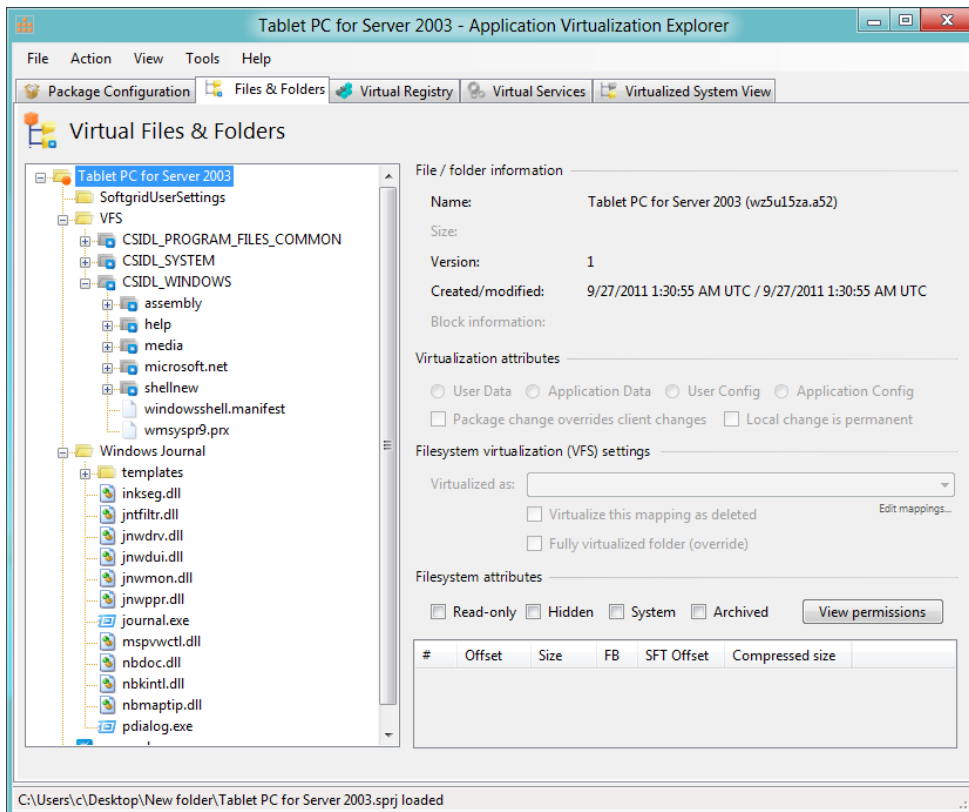 Tablet PC for Server 2003 - Application Virtualization Explorer
File Action View Tools Help
Package Configuration Files & Folders Virtual Registry Virtual Services Virtualized System View
Virtual Files & Folders
Tablet PC for Server 2003
SoftgridUserSettings
VFS
CSIDL_PROGRAM_FILES_COMMON
CSIDL_SYSTEM
CSIDL_WINDOWS
assembly
help
media
microsoft.net
shellnew
windowsshell.manifest
wmsyspr9.prx
Windows Journal
templates
inkseg.dll
jntfiltr.dll
jnwdrv.dll
jnwdui.dll
jnwmon.dll
jnwppr.dll
journal.exe
mspvwctl.dll
nbdoc.dll
nbkintl.dll
nbmaptip.dll
pdialog.exe
File / folder information
Name: Tablet PC for Server 2003 (wz5u15za.a52)
Size:
Version: 1
Created/modified: 9/27/2011 1:30:55 AM UTC / 9/27/2011 1:30:55 AM UTC
Block information:
Virtualization attributes
User Data Application Data User Config Application Config
Package change overrides client changes Local change is permanent
Filesystem virtualization (VFS) settings
Virtualized as:
Edit mappings...
Virtualize this mapping as deleted
Fully virtualized folder (override)
Filesystem attributes
Read-only Hidden System Archived View permissions
# Offset Size FB SFT Offset Compressed size
C:\Users\c\Desktop\New folder\Tablet PC for Server 2003.sprj loaded